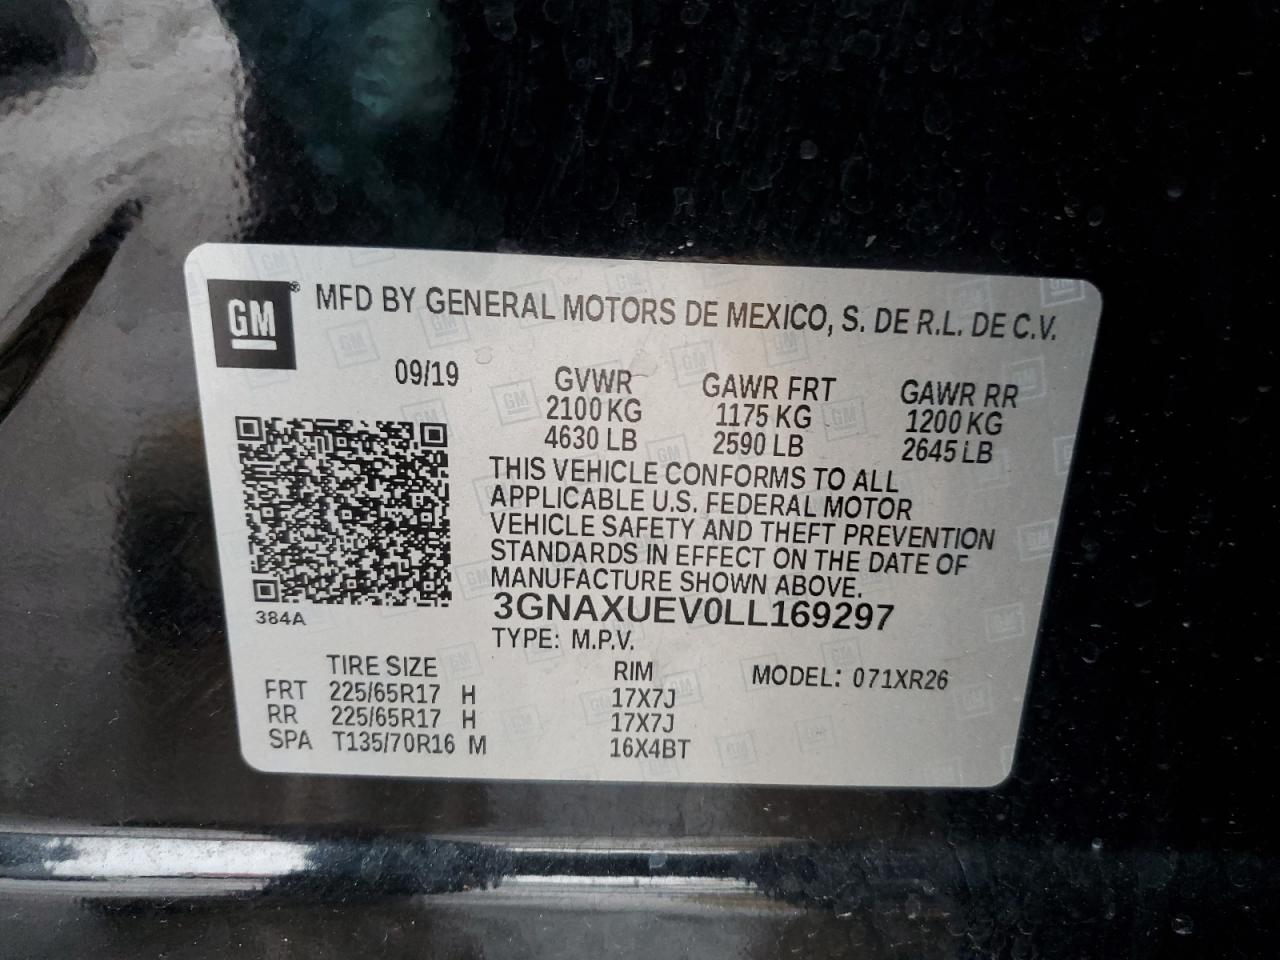 GM
MFD BY GENERAL MOTORS DE MEXICO, S. DE R.L. DE C.V.
09/19 GVWR GAWR FRT GAWR RR
2100 KG 1175 KG 1200 KG
4630 LB 2590 LB 2645 LB
THIS VEHICLE CONFORMS TO ALL
APPLICABLE U.S. FEDERAL MOTOR
VEHICLE SAFETY AND THEFT PREVENTION
STANDARDS IN EFFECT ON THE DATE OF
MANUFACTURE SHOWN ABOVE.
384A
3GNAXUEV0LL169297
TYPE: M.P.V.
TIRE SIZE RIM MODEL: 071XR26
FRT 225/65R17 H 17X7J
RR 225/65R17 H 17X7J
SPA T135/70R16 M 16X4BT